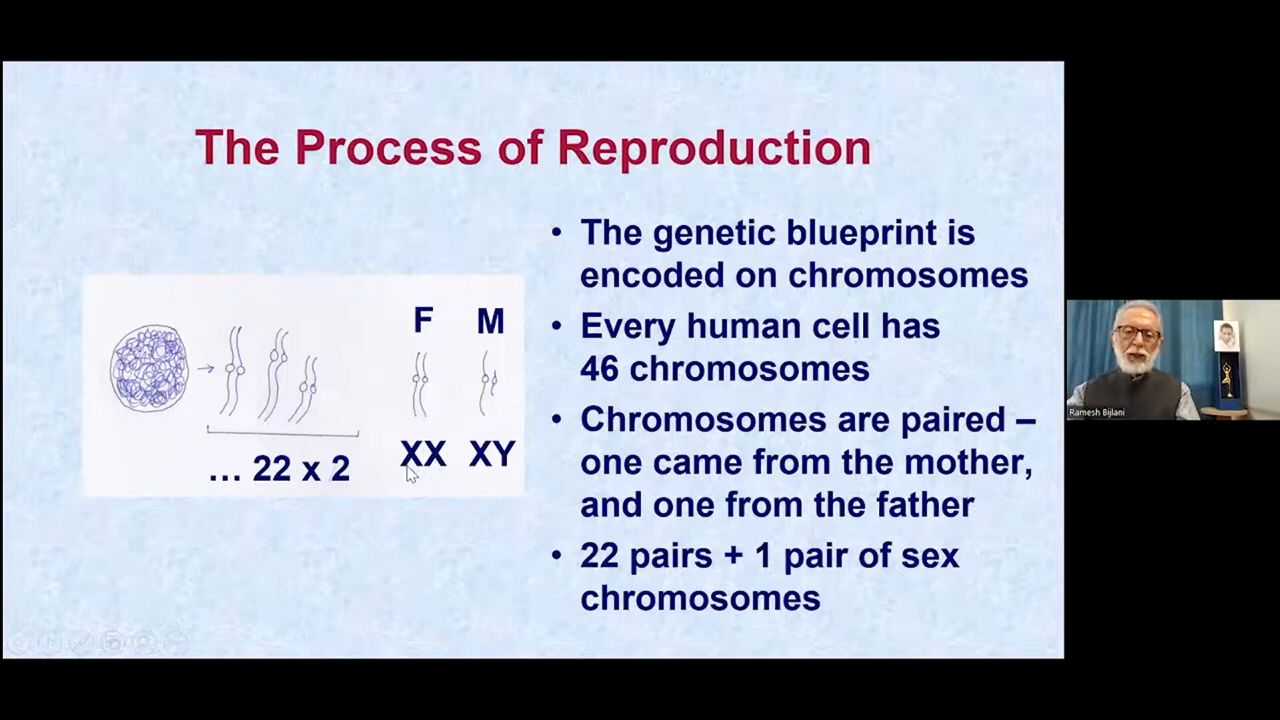 The Process of Reproduction
F M
XX XY
... 22 x 2
• The genetic blueprint is
encoded on chromosomes
• Every human cell has
46 chromosomes
• Chromosomes are paired –
one came from the mother,
and one from the father
• 22 pairs + 1 pair of sex
chromosomes
Ramesh Bijlani